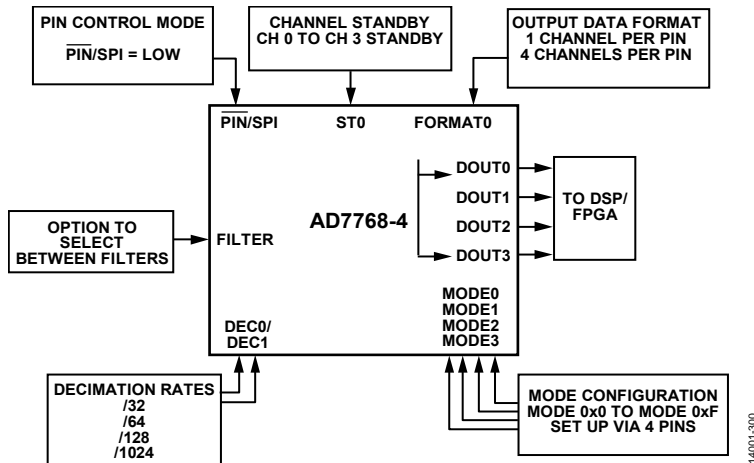 PIN CONTROL MODE
PIN/SPI = LOW
CHANNEL STANDBY
CH 0 TO CH 3 STANDBY
OUTPUT DATA FORMAT
1 CHANNEL PER PIN
4 CHANNELS PER PIN
PIN/SPI
ST0
FORMAT0
DOUT0
DOUT1
DOUT2
DOUT3
TO DSP/
FPGA
AD7768-4
OPTION TO
SELECT
BETWEEN FILTERS
FILTER
MODE0
MODE1
MODE2
MODE3
DEC0/
DEC1
DECIMATION RATES
/32
/64
/128
/1024
MODE CONFIGURATION
MODE 0x0 TO MODE 0xF
SET UP VIA 4 PINS
14001-300